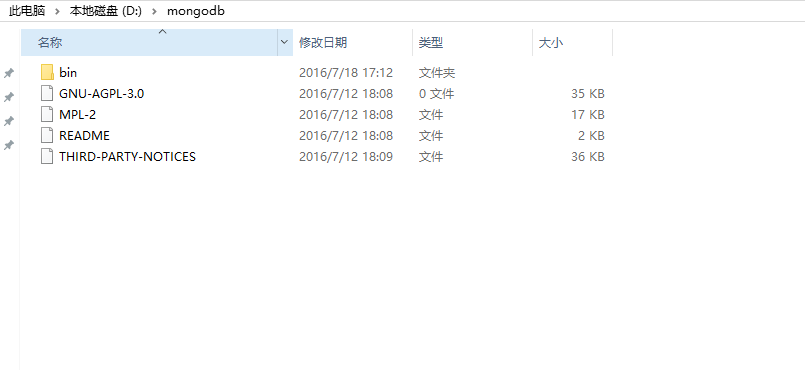 此电脑 > 本地磁盘 (D:) > mongodb
名称 修改日期 类型 大小
bin 2016/7/18 17:12 文件夹
GNU-AGPL-3.0 2016/7/12 18:08 0 文件 35 KB
MPL-2 2016/7/12 18:08 文件 17 KB
README 2016/7/12 18:08 文件 2 KB
THIRD-PARTY-NOTICES 2016/7/12 18:09 文件 36 KB